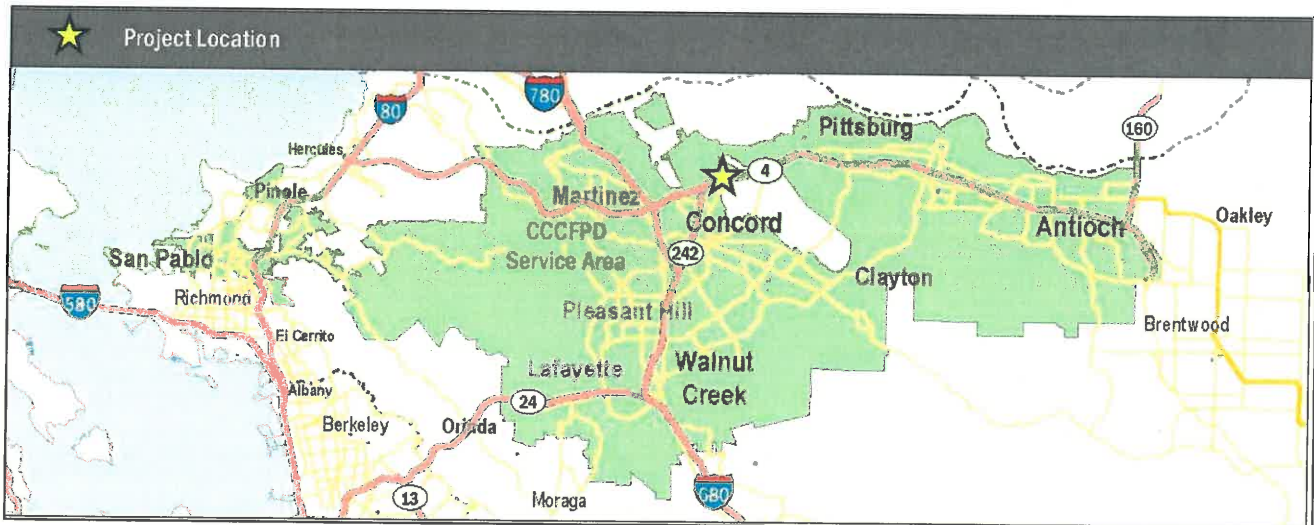 Project Location
780
80
160
Pittsburg
Hercules
4
Pinole
Martinez
Oakley
Concord
CCCFPD
Antioch
242
San Pablo
Service Area
Clayton
Richmond
580
Pleasant Hill
Brentwood
El Cerrito
Walnut
Lafayette
Creek
Albany
24
Berkeley
Orinda
680
13
Moraga